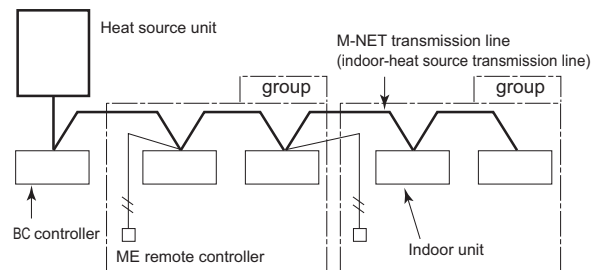 Heat source unit
M-NET transmission line
(indoor-heat source transmission line)
group
group
BC controller
ME remote controller
Indoor unit